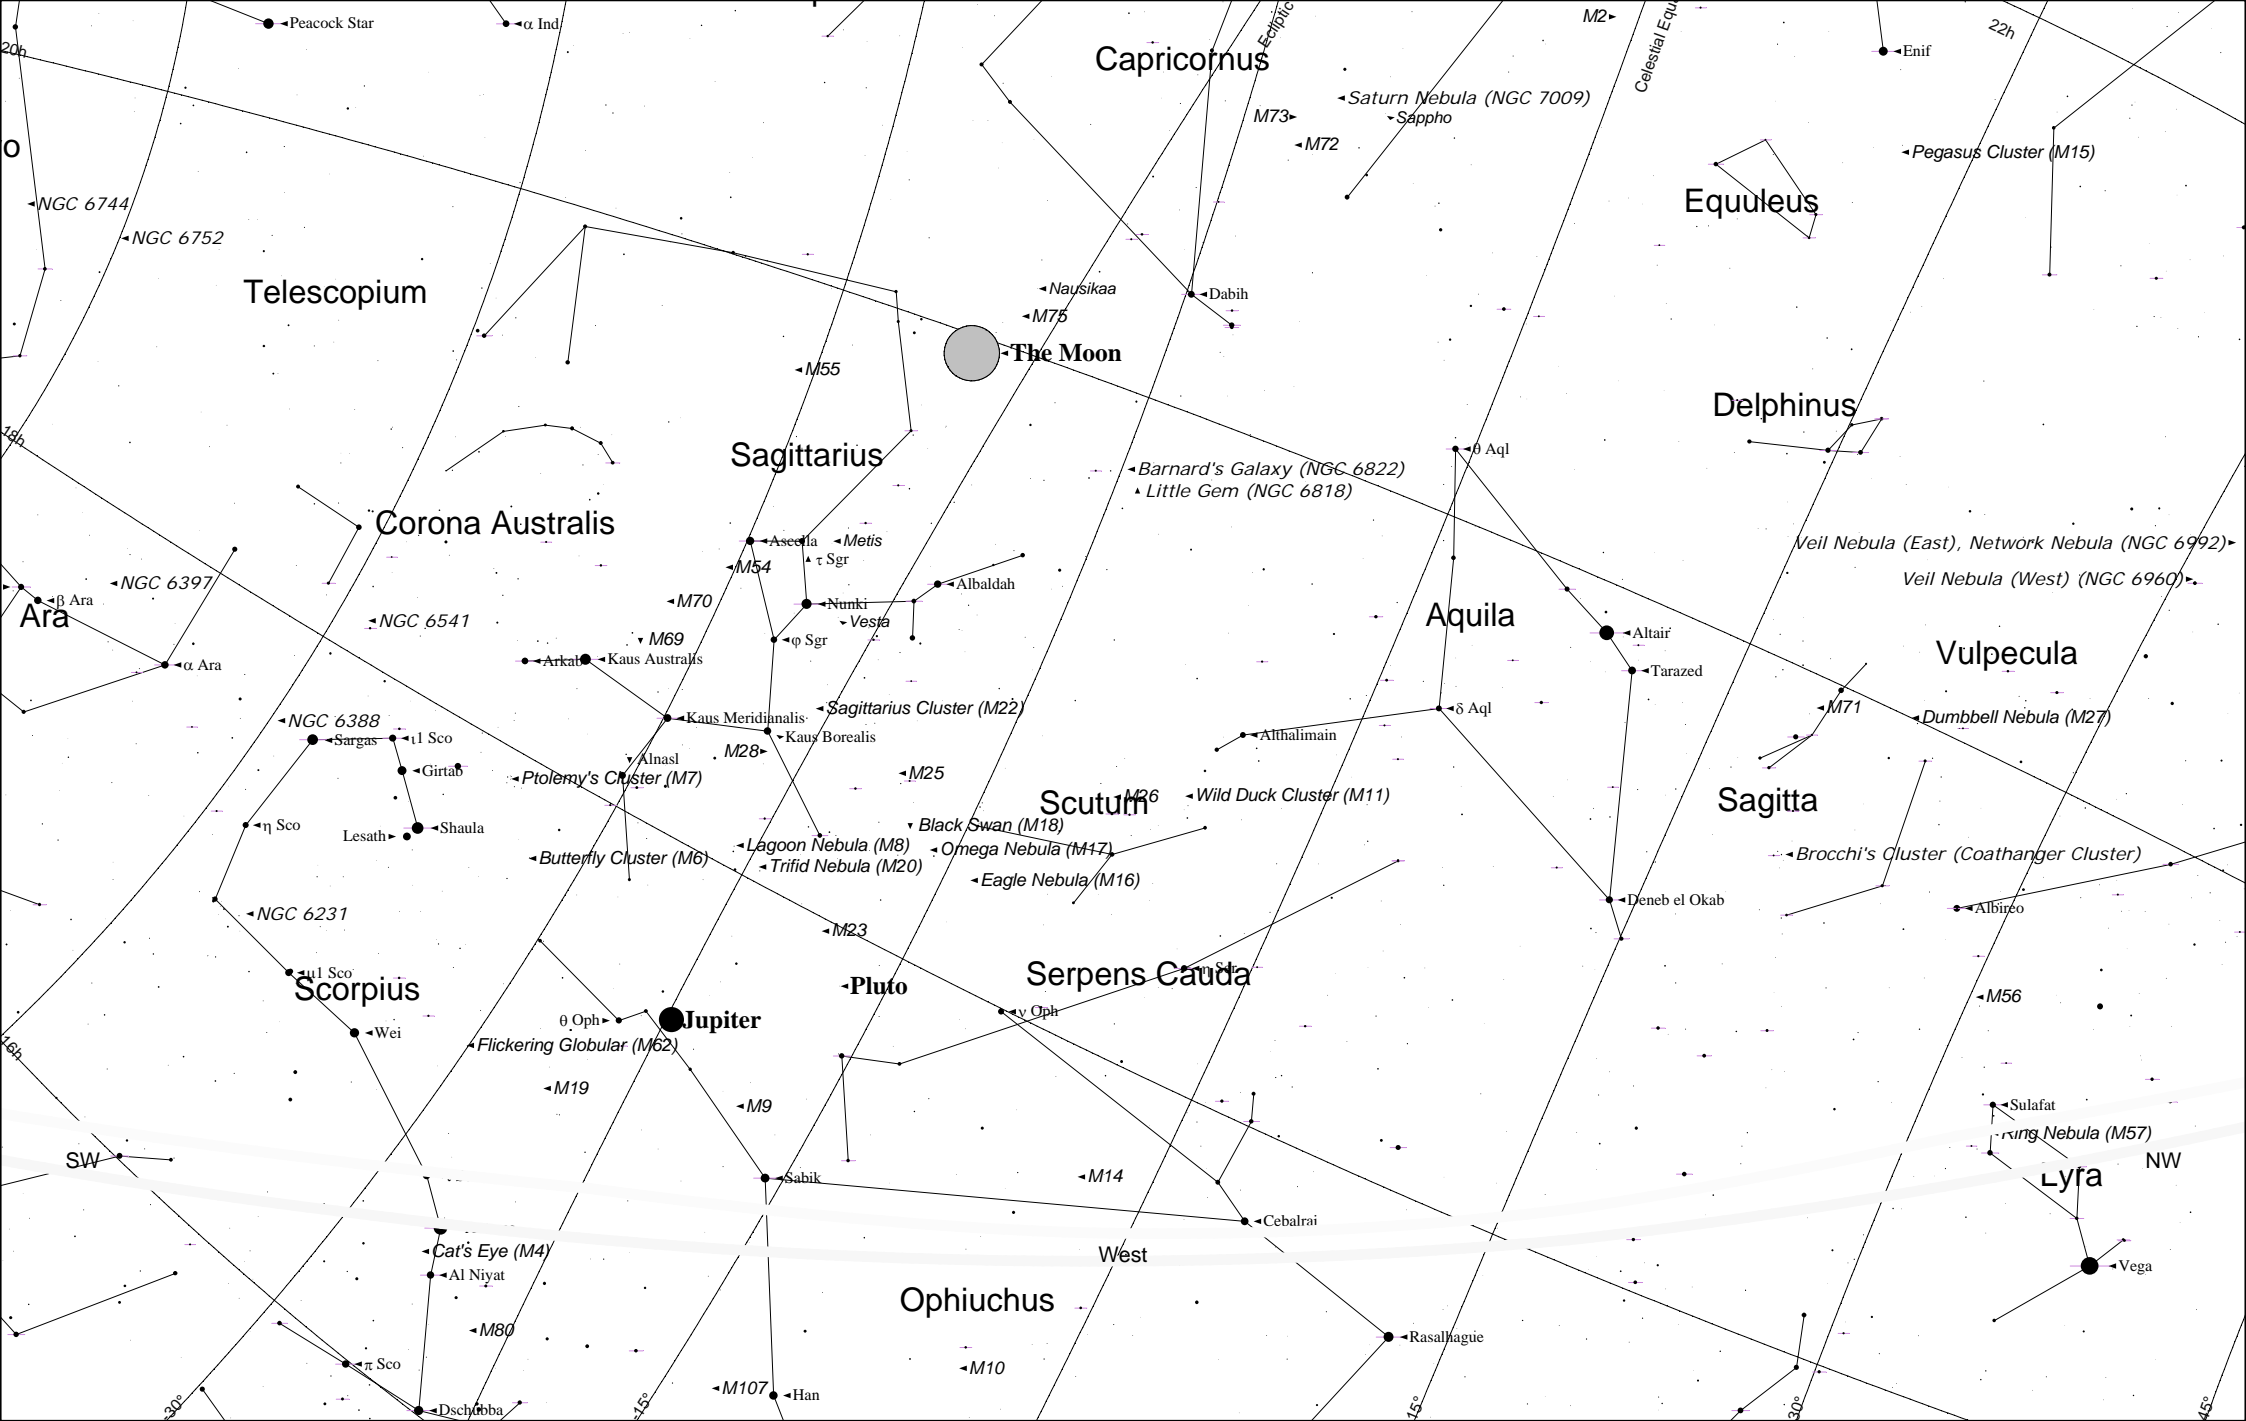 Peacock Star
α Ind
Ecliptic
Celestial Equ
M2
22h
20h
Capricornus
Enif
Saturn Nebula (NGC 7009)
Sappho
M73
M72
Pegasus Cluster (M15)
o
NGC 6744
NGC 6752
Equuleus
Telescopium
Nausikaa
Dabih
M75
The Moon
M55
Delphinus
18h
Sagittarius
θ Aql
Barnard's Galaxy (NGC 6822)
Little Gem (NGC 6818)
Corona Australis
Ascella
Metis
τ Sgr
Veil Nebula (East), Network Nebula (NGC 6992)
Veil Nebula (West) (NGC 6960)
M54
NGC 6397
Albaldah
β Ara
Ara
M70
Nunki
Vesta
NGC 6541
Aquila
Altair
M69
φ Sgr
Arkab
Kaus Australis
α Ara
Tarazed
Vulpecula
NGC 6388
Kaus Meridianalis
Sagittarius Cluster (M22)
δ Aql
M71
Dumbbell Nebula (M27)
Sargas
ι1 Sco
Kaus Borealis
Althalimain
M28
Alnasl
Girtab
Ptolemy's Cluster (M7)
M25
Scutum
M26
Wild Duck Cluster (M11)
Sagitta
η Sco
Lesath
Shaula
Black Swan (M18)
Lagoon Nebula (M8)
Omega Nebula (M17)
Butterfly Cluster (M6)
Trifid Nebula (M20)
Eagle Nebula (M16)
Brocchi's Cluster (Coathanger Cluster)
NGC 6231
Deneb el Okab
Albireo
M23
μ1 Sco
Scorpius
Pluto
Serpens Cauda
η Ser
M56
Wei
θ Oph
Jupiter
ν Oph
16h
Flickering Globular (M62)
M19
M9
Sulafat
Ring Nebula (M57)
SW
Sabik
M14
Lyra
NW
Cebalrai
Cat's Eye (M4)
West
Al Niyat
Vega
Ophiuchus
M80
Rasalhague
π Sco
M10
M107
Han
Dschubba
-30°
-15°
15°
30°
45°